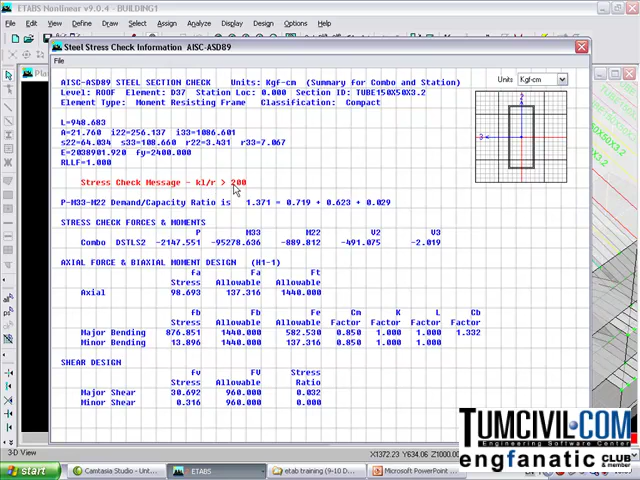 ETABS Nonlinear v9.0.4 - BUILDING1
File Edit View Define Draw Select Assign Analyze Display Design Options Help
Steel Stress Check Information AISC-ASD89
File
AISC-ASD89 STEEL SECTION CHECK Units: Kgf-cm (Summary for Combo and Station)
Units Kgf-cm
Level: ROOF Element: D37 Station Loc: 0.000 Section ID: TUBE150X50X3.2
Element Type: Moment Resisting Frame Classification: Compact
L=948.683
A=21.760 i22=256.137 i33=1086.601
s22=64.034 s33=108.660 r22=3.431 r33=7.067
E=2038901.920 fy=2400.000
RLLF=1.000
2
3
Stress Check Message - kl/r > 200
P-M33-M22 Demand/Capacity Ratio is 1.371 = 0.719 + 0.623 + 0.029
STRESS CHECK FORCES & MOMENTS
P M33 M22 V2 V3
Combo DSTLS2 -2147.551 -95278.636 -889.812 -491.075 -2.019
AXIAL FORCE & BIAXIAL MOMENT DESIGN (H1-1)
fa Fa Ft
Stress Allowable Allowable
Axial 98.693 137.316 1440.000
fb Fb Fe Cm K L Cb
Stress Allowable Allowable Factor Factor Factor Factor
Major Bending 876.851 1440.000 582.530 0.850 1.000 1.000 1.332
Minor Bending 13.896 1440.000 137.316 0.850 1.000 1.000
SHEAR DESIGN
fv FV Stress
Stress Allowable Ratio
Major Shear 30.692 960.000 0.032
Minor Shear 0.316 960.000 0.000
TUMCIVIL.COM
Engineering Software Center
engfanatic CLUB
& member
3-D View
X1372.23 Y634.06 Z1000.0
start
Camtasia Studio - Unt...
ETABS
etab training (9-10 D...
Microsoft PowerPoint ...